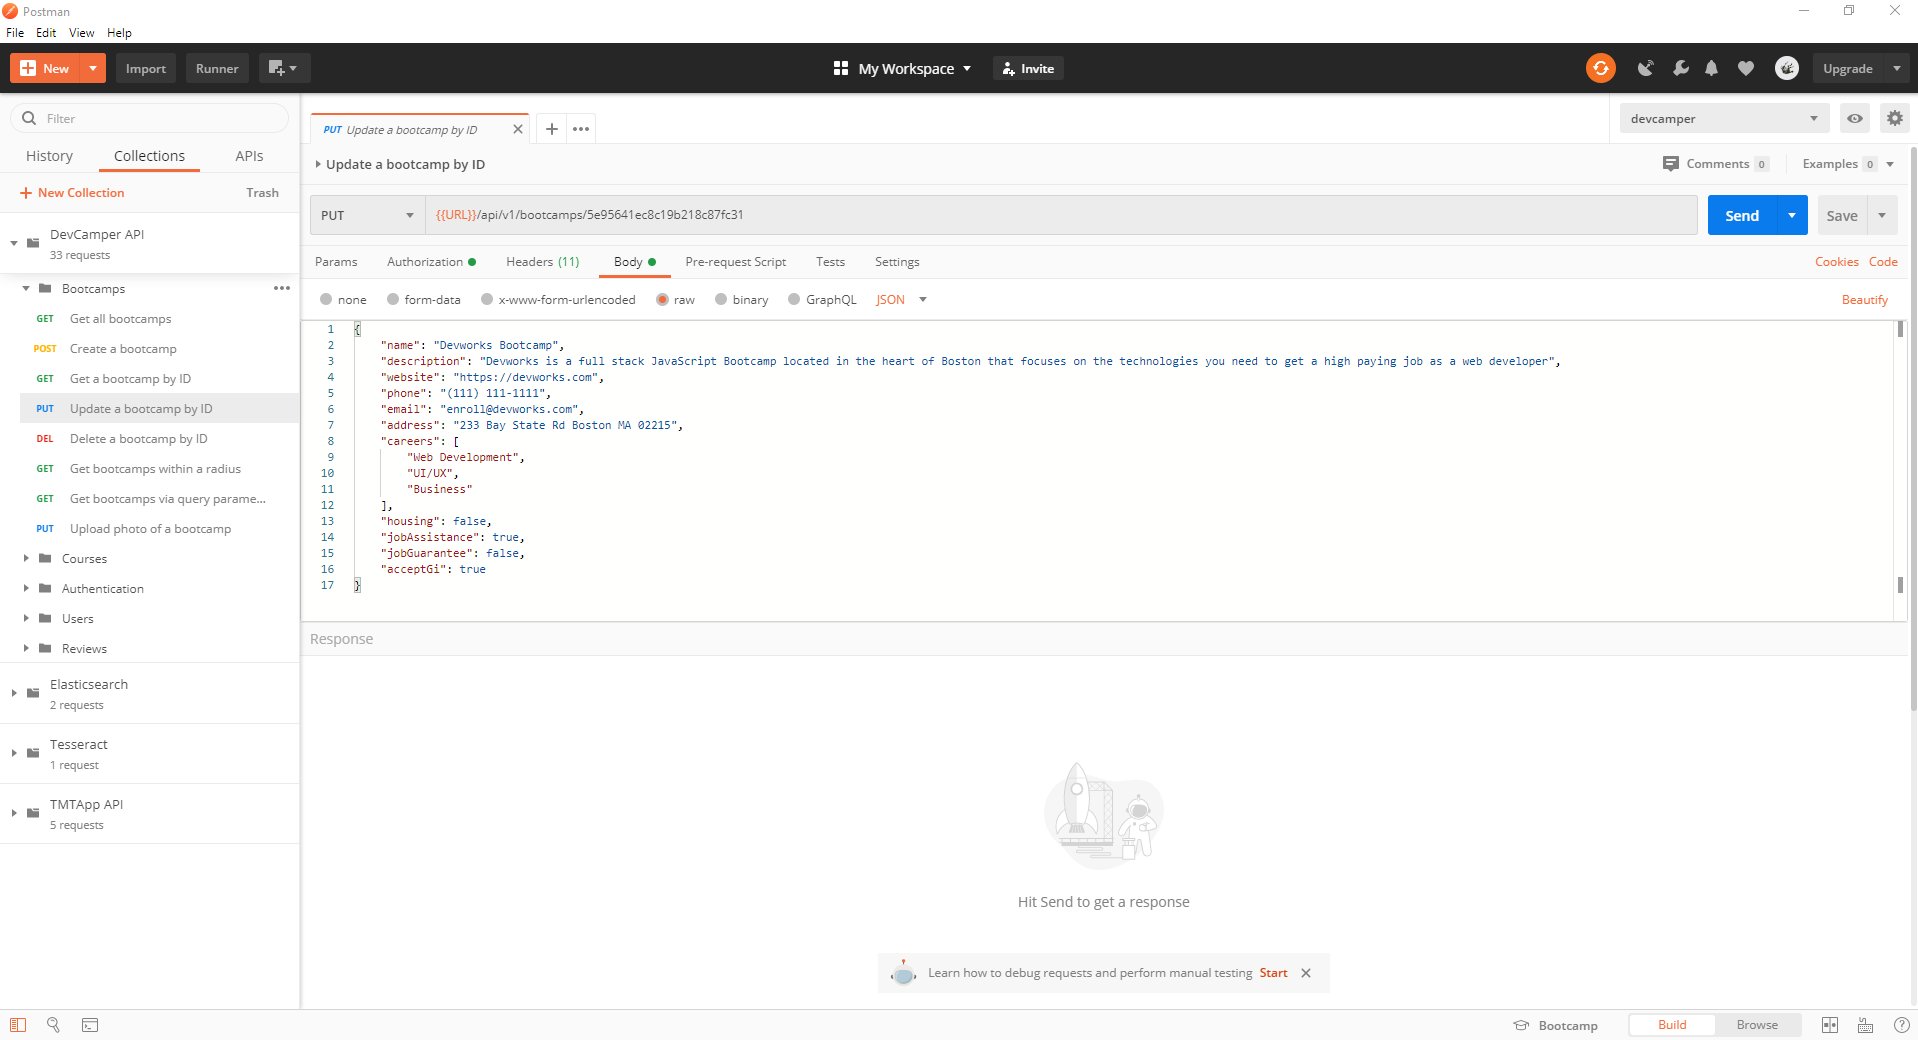 Postman
File Edit View Help
New Import Runner My Workspace Invite Upgrade
Filter
History Collections APIs
New Collection Trash
DevCamper API
33 requests
Bootcamps
GET Get all bootcamps
POST Create a bootcamp
GET Get a bootcamp by ID
PUT Update a bootcamp by ID
DEL Delete a bootcamp by ID
GET Get bootcamps within a radius
GET Get bootcamps via query parame...
PUT Upload photo of a bootcamp
Courses
Authentication
Users
Reviews
Elasticsearch
2 requests
Tesseract
1 request
TMTApp API
5 requests
PUT Update a bootcamp by ID
devcamper
Update a bootcamp by ID
Comments 0 Examples 0
PUT {{URL}}/api/v1/bootcamps/5e95641ec8c19b218c87fc31 Send Save
Params Authorization Headers (11) Body Pre-request Script Tests Settings Cookies Code
none form-data x-www-form-urlencoded raw binary GraphQL JSON Beautify
1 {
2 "name": "Devworks Bootcamp",
3 "description": "Devworks is a full stack JavaScript Bootcamp located in the heart of Boston that focuses on the technologies you need to get a high paying job as a web developer",
4 "website": "https://devworks.com",
5 "phone": "(111) 111-1111",
6 "email": "enroll@devworks.com",
7 "address": "233 Bay State Rd Boston MA 02215",
8 "careers": [
9 "Web Development",
10 "UI/UX",
11 "Business"
12 ],
13 "housing": false,
14 "jobAssistance": true,
15 "jobGuarantee": false,
16 "acceptGi": true
17 }
Response
Hit Send to get a response
Learn how to debug requests and perform manual testing Start
Bootcamp Build Browse